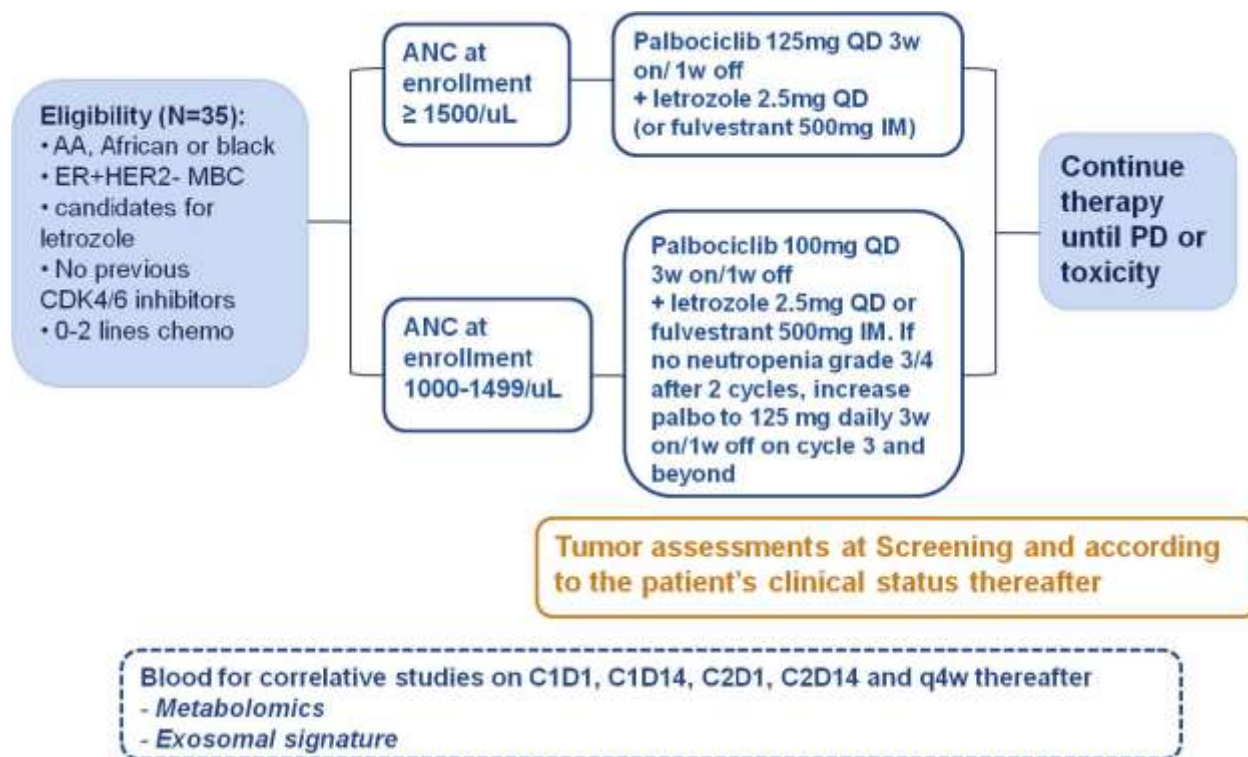 Eligibility (N=35):
• AA, African or black
• ER+HER2- MBC
• candidates for
letrozole
• No previous
CDK4/6 inhibitors
• 0-2 lines chemo
ANC at
enrollment
≥ 1500/uL
Palbociclib 125mg QD 3w
on/ 1w off
+ letrozole 2.5mg QD
(or fulvestrant 500mg IM)
ANC at
enrollment
1000-1499/uL
Palbociclib 100mg QD
3w on/1w off
+ letrozole 2.5mg QD or
fulvestrant 500mg IM. If
no neutropenia grade 3/4
after 2 cycles, increase
palbo to 125 mg daily 3w
on/1w off on cycle 3 and
beyond
Continue
therapy
until PD or
toxicity
Tumor assessments at Screening and according
to the patient's clinical status thereafter
Blood for correlative studies on C1D1, C1D14, C2D1, C2D14 and q4w thereafter
- Metabolomics
- Exosomal signature